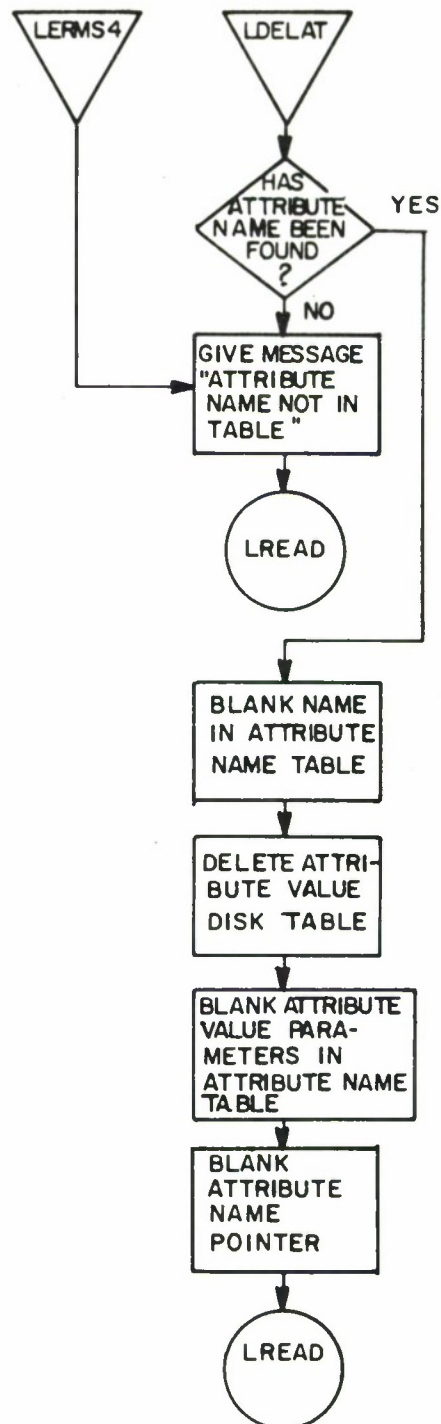 LERMS4
LDELAT
HAS
ATTRIBUTE
NAME BEEN
FOUND
?
YES
NO
GIVE MESSAGE
"ATTRIBUTE
NAME NOT IN
TABLE"
LREAD
BLANK NAME
IN ATTRIBUTE
NAME TABLE
DELETE ATTRI-
BUTE VALUE
DISK TABLE
BLANK ATTRIBUTE
VALUE PARA-
METERS IN
ATTRIBUTE NAME
TABLE
BLANK
ATTRIBUTE
NAME
POINTER
LREAD